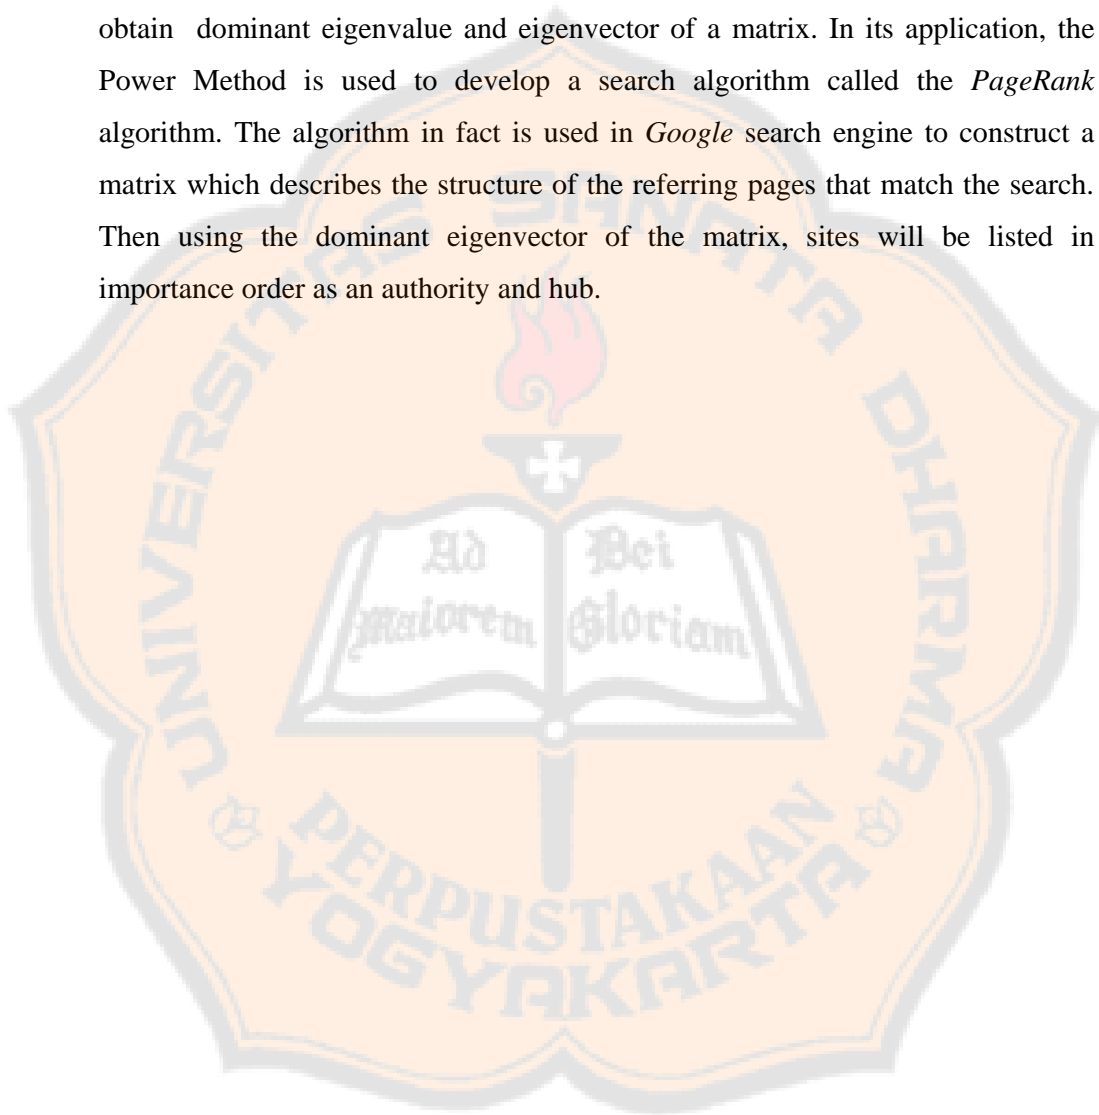 obtain dominant eigenvalue and eigenvector of a matrix. In its application, the
Power Method is used to develop a search algorithm called the PageRank
algorithm. The algorithm in fact is used in Google search engine to construct a
matrix which describes the structure of the referring pages that match the search.
Then using the dominant eigenvector of the matrix, sites will be listed in
importance order as an authority and hub.
UNIVERSITAS SANATA DHARMA
Ad Dei
Maiorem Gloriam
PERPUSTAKAAN
YOGYAKARTA